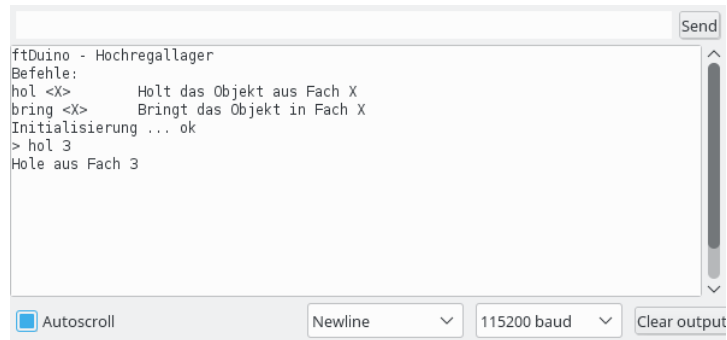 Send
ftDuino - Hochregallager
Befehle:
hol <X>        Holt das Objekt aus Fach X
bring <X>      Bringt das Objekt in Fach X
Initialisierung ... ok
> hol 3
Hole aus Fach 3
Autoscroll Newline 115200 baud Clear output